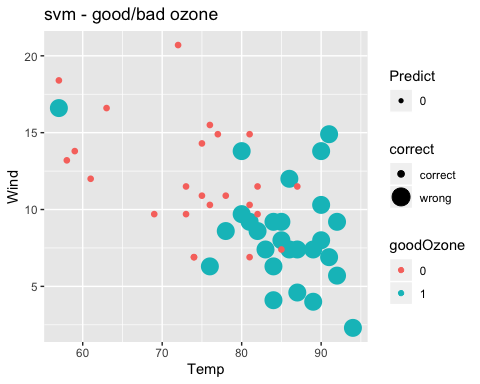 svm - good/bad ozone
Wind
20
15
10
5
60
70
80
90
Temp
Predict
0
correct
correct
wrong
goodOzone
0
1